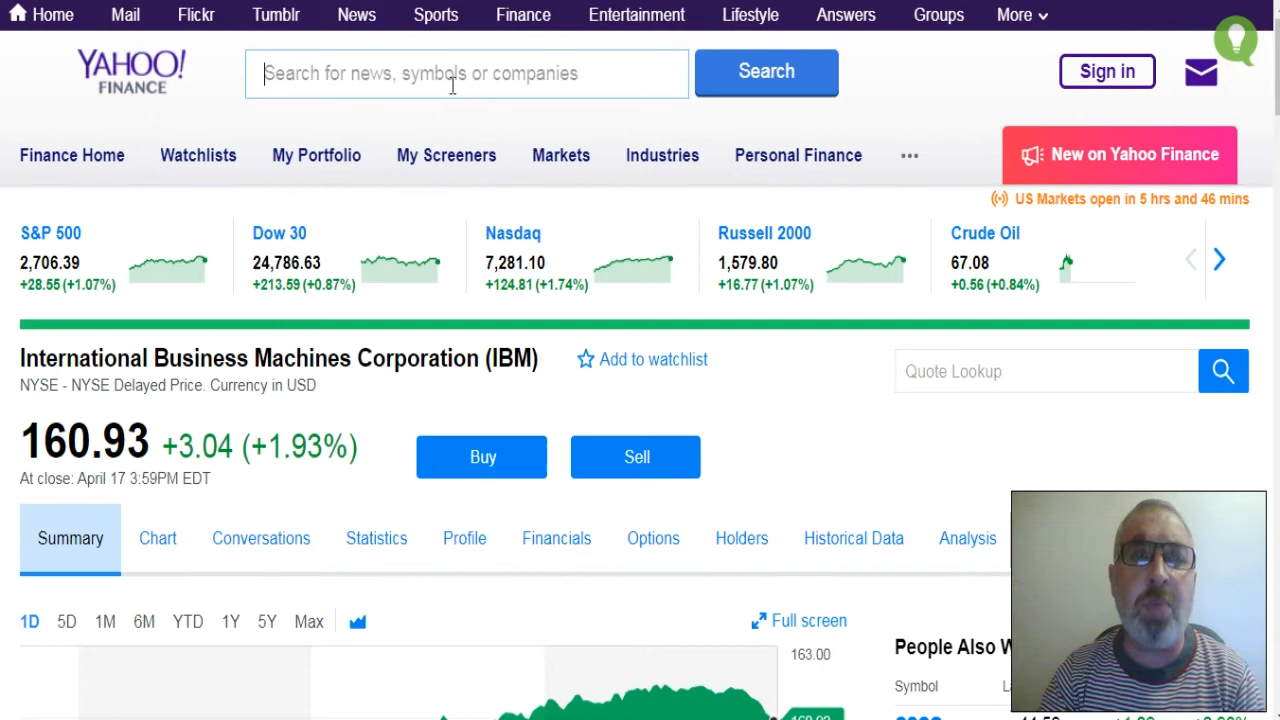 Home Mail Flickr Tumblr News Sports Finance Entertainment Lifestyle Answers Groups More
YAHOO!
FINANCE
Search for news, symbols or companies
Search
Sign in
Finance Home Watchlists My Portfolio My Screeners Markets Industries Personal Finance ...
New on Yahoo Finance
US Markets open in 5 hrs and 46 mins
S&P 500 Dow 30 Nasdaq Russell 2000 Crude Oil
2,706.39 24,786.63 7,281.10 1,579.80 67.08
+28.55 (+1.07%) +213.59 (+0.87%) +124.81 (+1.74%) +16.77 (+1.07%) +0.56 (+0.84%)
International Business Machines Corporation (IBM) Add to watchlist
NYSE - NYSE Delayed Price. Currency in USD
Quote Lookup
160.93 +3.04 (+1.93%)
Buy Sell
At close: April 17 3:59PM EDT
Summary Chart Conversations Statistics Profile Financials Options Holders Historical Data Analysis
1D 5D 1M 6M YTD 1Y 5Y Max Full screen
163.00
People Also W
Symbol